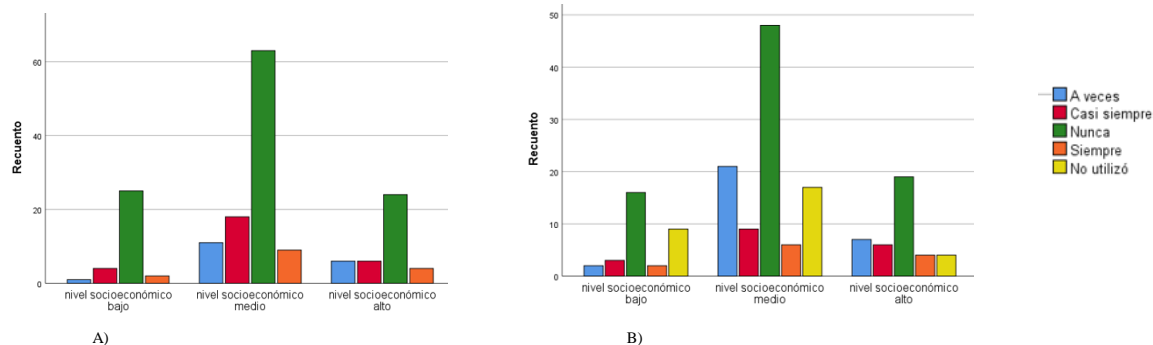 Recuento
60
40
20
0
nivel socioeconómico
bajo
nivel socioeconómico
medio
nivel socioeconómico
alto
A)
Recuento
50
40
30
20
10
0
nivel socioeconómico
bajo
nivel socioeconómico
medio
nivel socioeconómico
alto
B)
A veces
Casi siempre
Nunca
Siempre
No utilizó